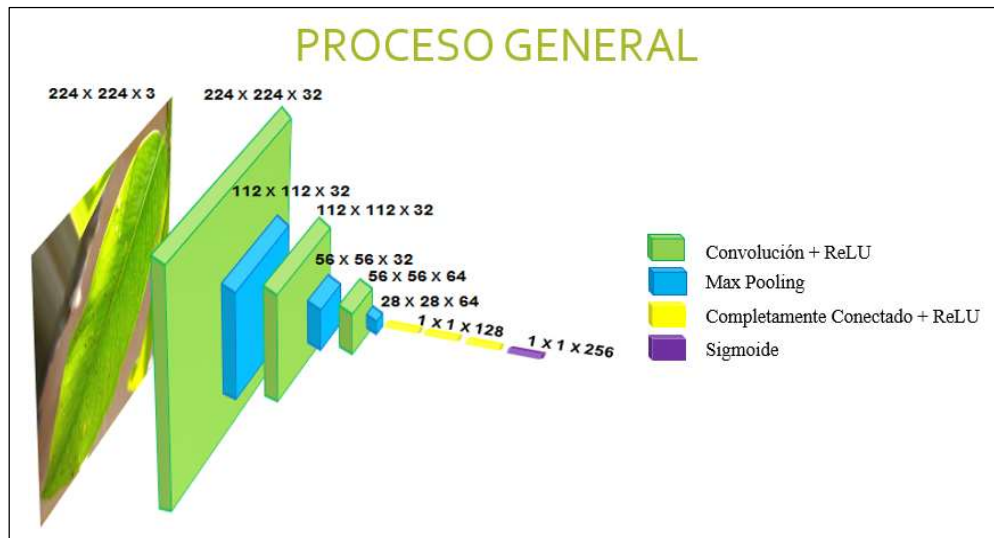 PROCESO GENERAL
224 X 224 X 3
224 X 224 X 32
112 X 112 X 32
112 X 112 X 32
56 X 56 X 32
56 X 56 X 64
28 X 28 X 64
1 X 1 X 128
1 X 1 X 256
Convolución + ReLU
Max Pooling
Completamente Conectado + ReLU
Sigmoide